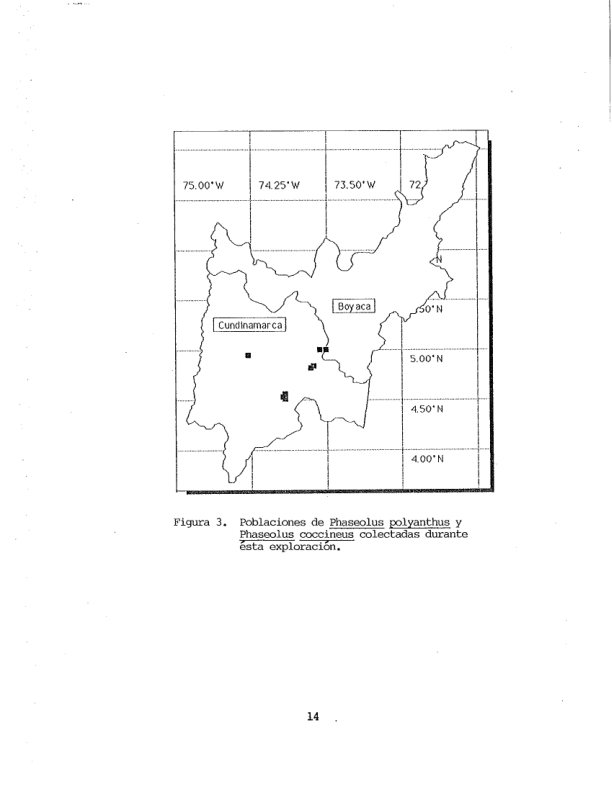 75.00°W 74.25°W 73.50°W 72.
N
Boyaca
50°N
Cundinamarca
5.00°N
4.50°N
4.00°N
Figura 3. Poblaciones de Phaseolus polyanthus y
Phaseolus coccineus colectadas durante
ésta exploración.
14